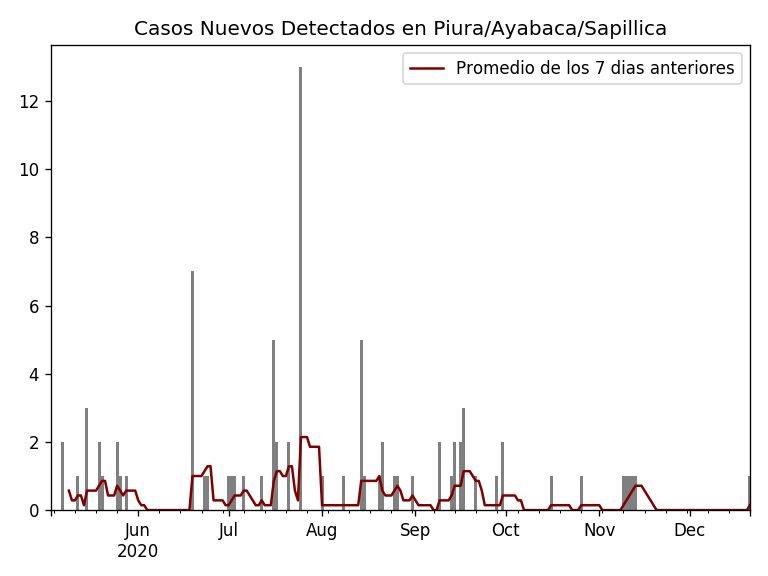 Casos Nuevos Detectados en Piura/Ayabaca/Sapillica
Promedio de los 7 dias anteriores
12
10
8
6
4
2
0
Jun Jul Aug Sep Oct Nov Dec
2020